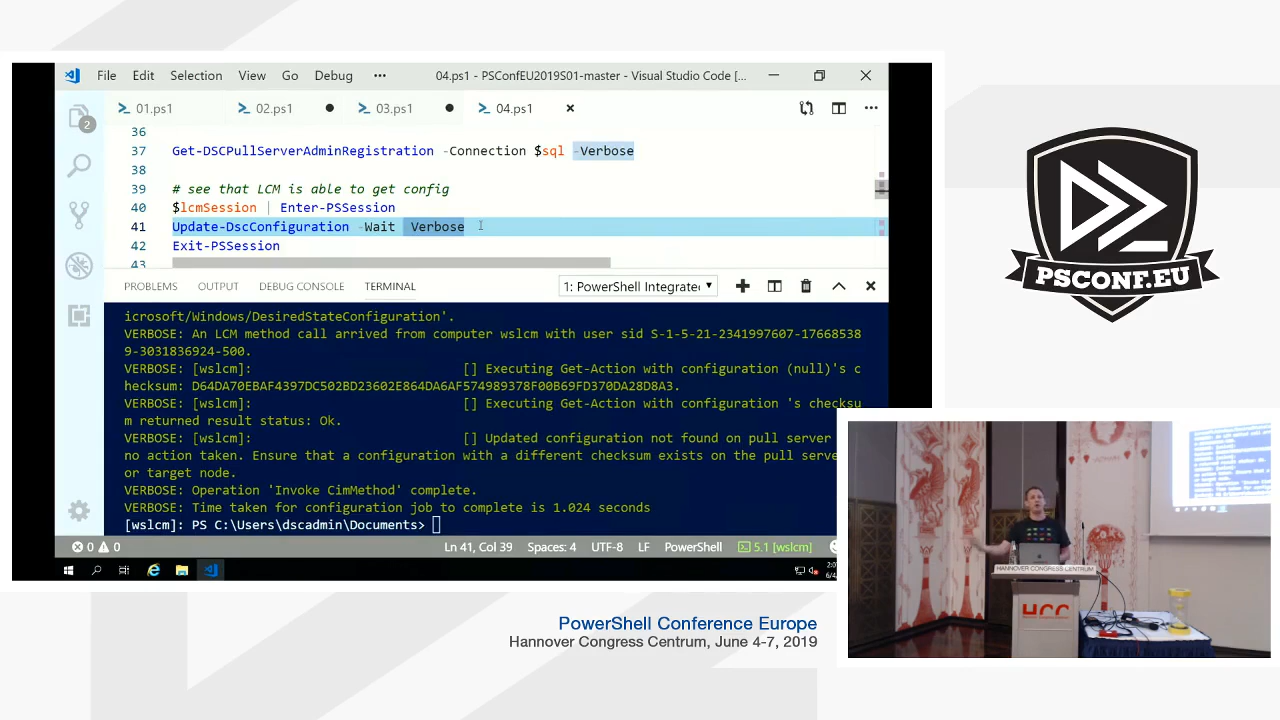 File Edit Selection View Go Debug ••• 04.ps1 - PSConfEU2019S01-master - Visual Studio Code [...
01.ps1 02.ps1 03.ps1 04.ps1
2
36
37 Get-DSCPullServerAdminRegistration -Connection $sql -Verbose
38
39 # see that LCM is able to get config
40 $lcmSession | Enter-PSSession
41 Update-DscConfiguration -Wait -Verbose
42 Exit-PSSession
43
PROBLEMS OUTPUT DEBUG CONSOLE TERMINAL 1: PowerShell Integrate
icrosoft/Windows/DesiredStateConfiguration'.
VERBOSE: An LCM method call arrived from computer wslcm with user sid S-1-5-21-2341997607-17668538
9-3031836924-500.
VERBOSE: [wslcm]: [] Executing Get-Action with configuration (null)'s c
hecksum: D64DA70EBAF4397DC502BD23602E864DA6AF574989378F00B69FD370DA28D8A3.
VERBOSE: [wslcm]: [] Executing Get-Action with configuration 's checksu
m returned result status: Ok.
VERBOSE: [wslcm]: [] Updated configuration not found on pull server
no action taken. Ensure that a configuration with a different checksum exists on the pull serve
or target node.
VERBOSE: Operation 'Invoke CimMethod' complete.
VERBOSE: Time taken for configuration job to complete is 1.024 seconds
[wslcm]: PS C:\Users\dscadmin\Documents>
0 0 Ln 41, Col 39 Spaces: 4 UTF-8 LF PowerShell 5.1 [wslcm]
PSCONF.EU
HANNOVER CONGRESS CENTRUM
HCC
PowerShell Conference Europe
Hannover Congress Centrum, June 4-7, 2019